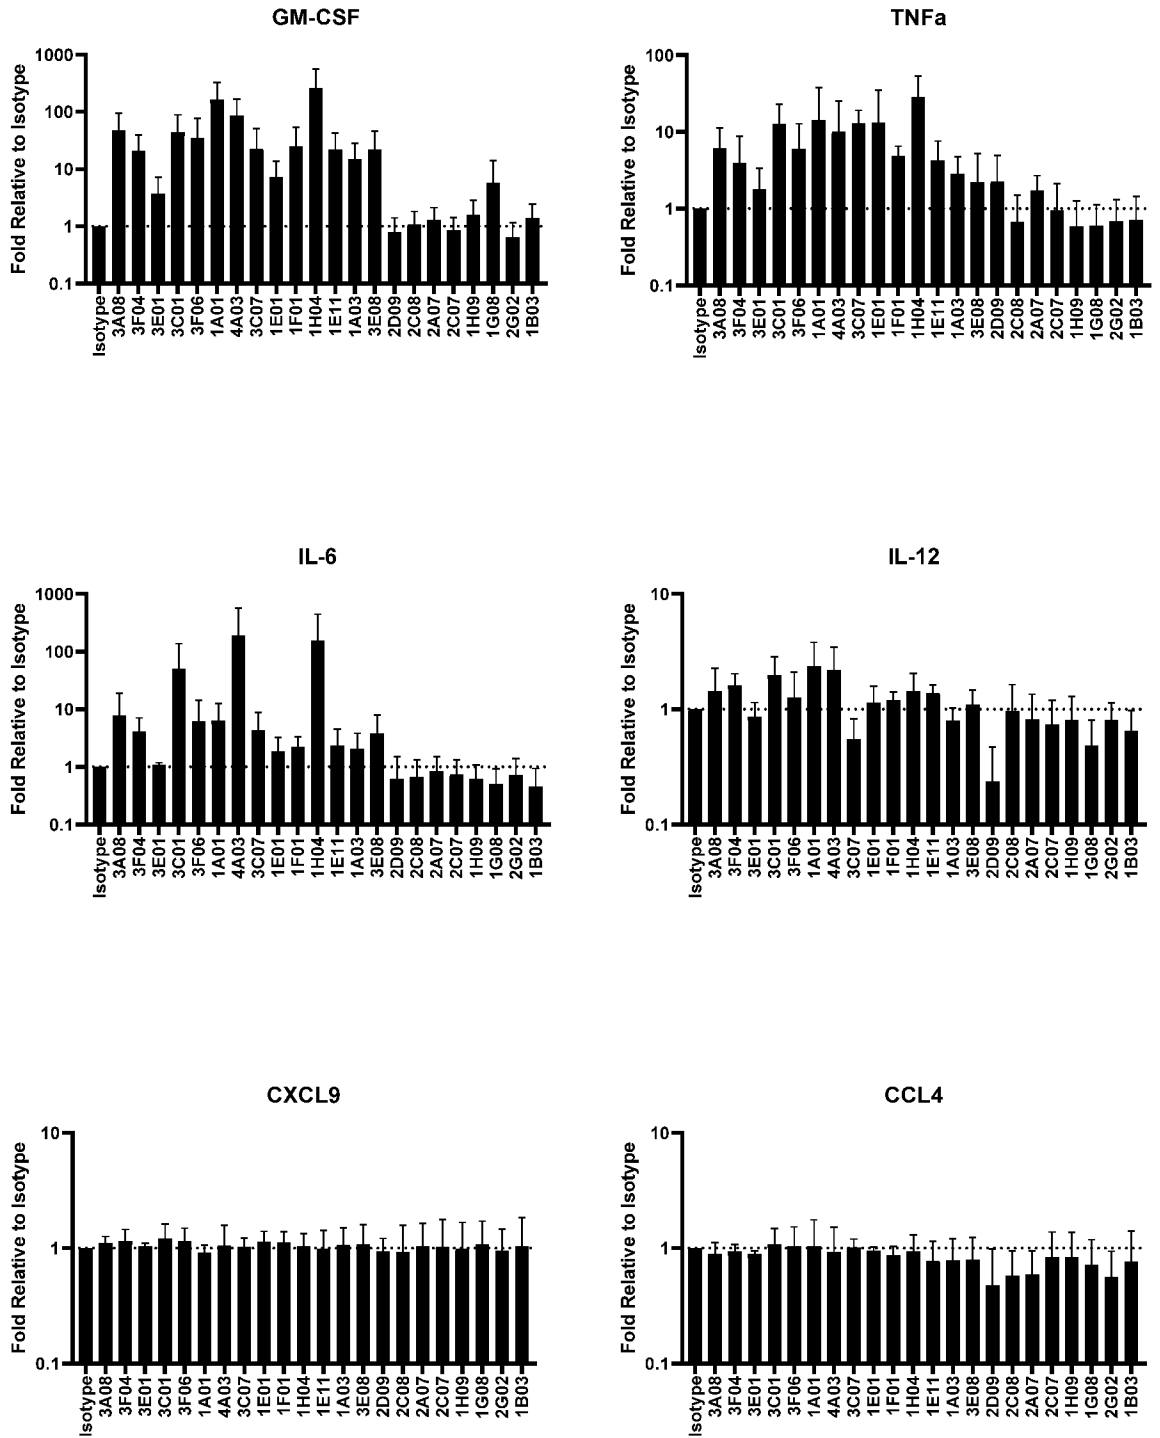 GM-CSF
Fold Relative to Isotype
1000
100
10
1
0.1
Isotype
3A08
3F04
3E01
3C01
3F06
1A01
4A03
3C07
1E01
1F01
1H04
1E11
1A03
3E08
2D09
2C08
2A07
2C07
1H09
1G08
2G02
1B03
TNFa
Fold Relative to Isotype
100
10
1
0.1
Isotype
3A08
3F04
3E01
3C01
3F06
1A01
4A03
3C07
1E01
1F01
1H04
1E11
1A03
3E08
2D09
2C08
2A07
2C07
1H09
1G08
2G02
1B03
IL-6
Fold Relative to Isotype
1000
100
10
1
0.1
Isotype
3A08
3F04
3E01
3C01
3F06
1A01
4A03
3C07
1E01
1F01
1H04
1E11
1A03
3E08
2D09
2C08
2A07
2C07
1H09
1G08
2G02
1B03
IL-12
Fold Relative to Isotype
10
1
0.1
Isotype
3A08
3F04
3E01
3C01
3F06
1A01
4A03
3C07
1E01
1F01
1H04
1E11
1A03
3E08
2D09
2C08
2A07
2C07
1H09
1G08
2G02
1B03
CXCL9
Fold Relative to Isotype
10
1
0.1
Isotype
3A08
3F04
3E01
3C01
3F06
1A01
4A03
3C07
1E01
1F01
1H04
1E11
1A03
3E08
2D09
2C08
2A07
2C07
1H09
1G08
2G02
1B03
CCL4
Fold Relative to Isotype
10
1
0.1
Isotype
3A08
3F04
3E01
3C01
3F06
1A01
4A03
3C07
1E01
1F01
1H04
1E11
1A03
3E08
2D09
2C08
2A07
2C07
1H09
1G08
2G02
1B03